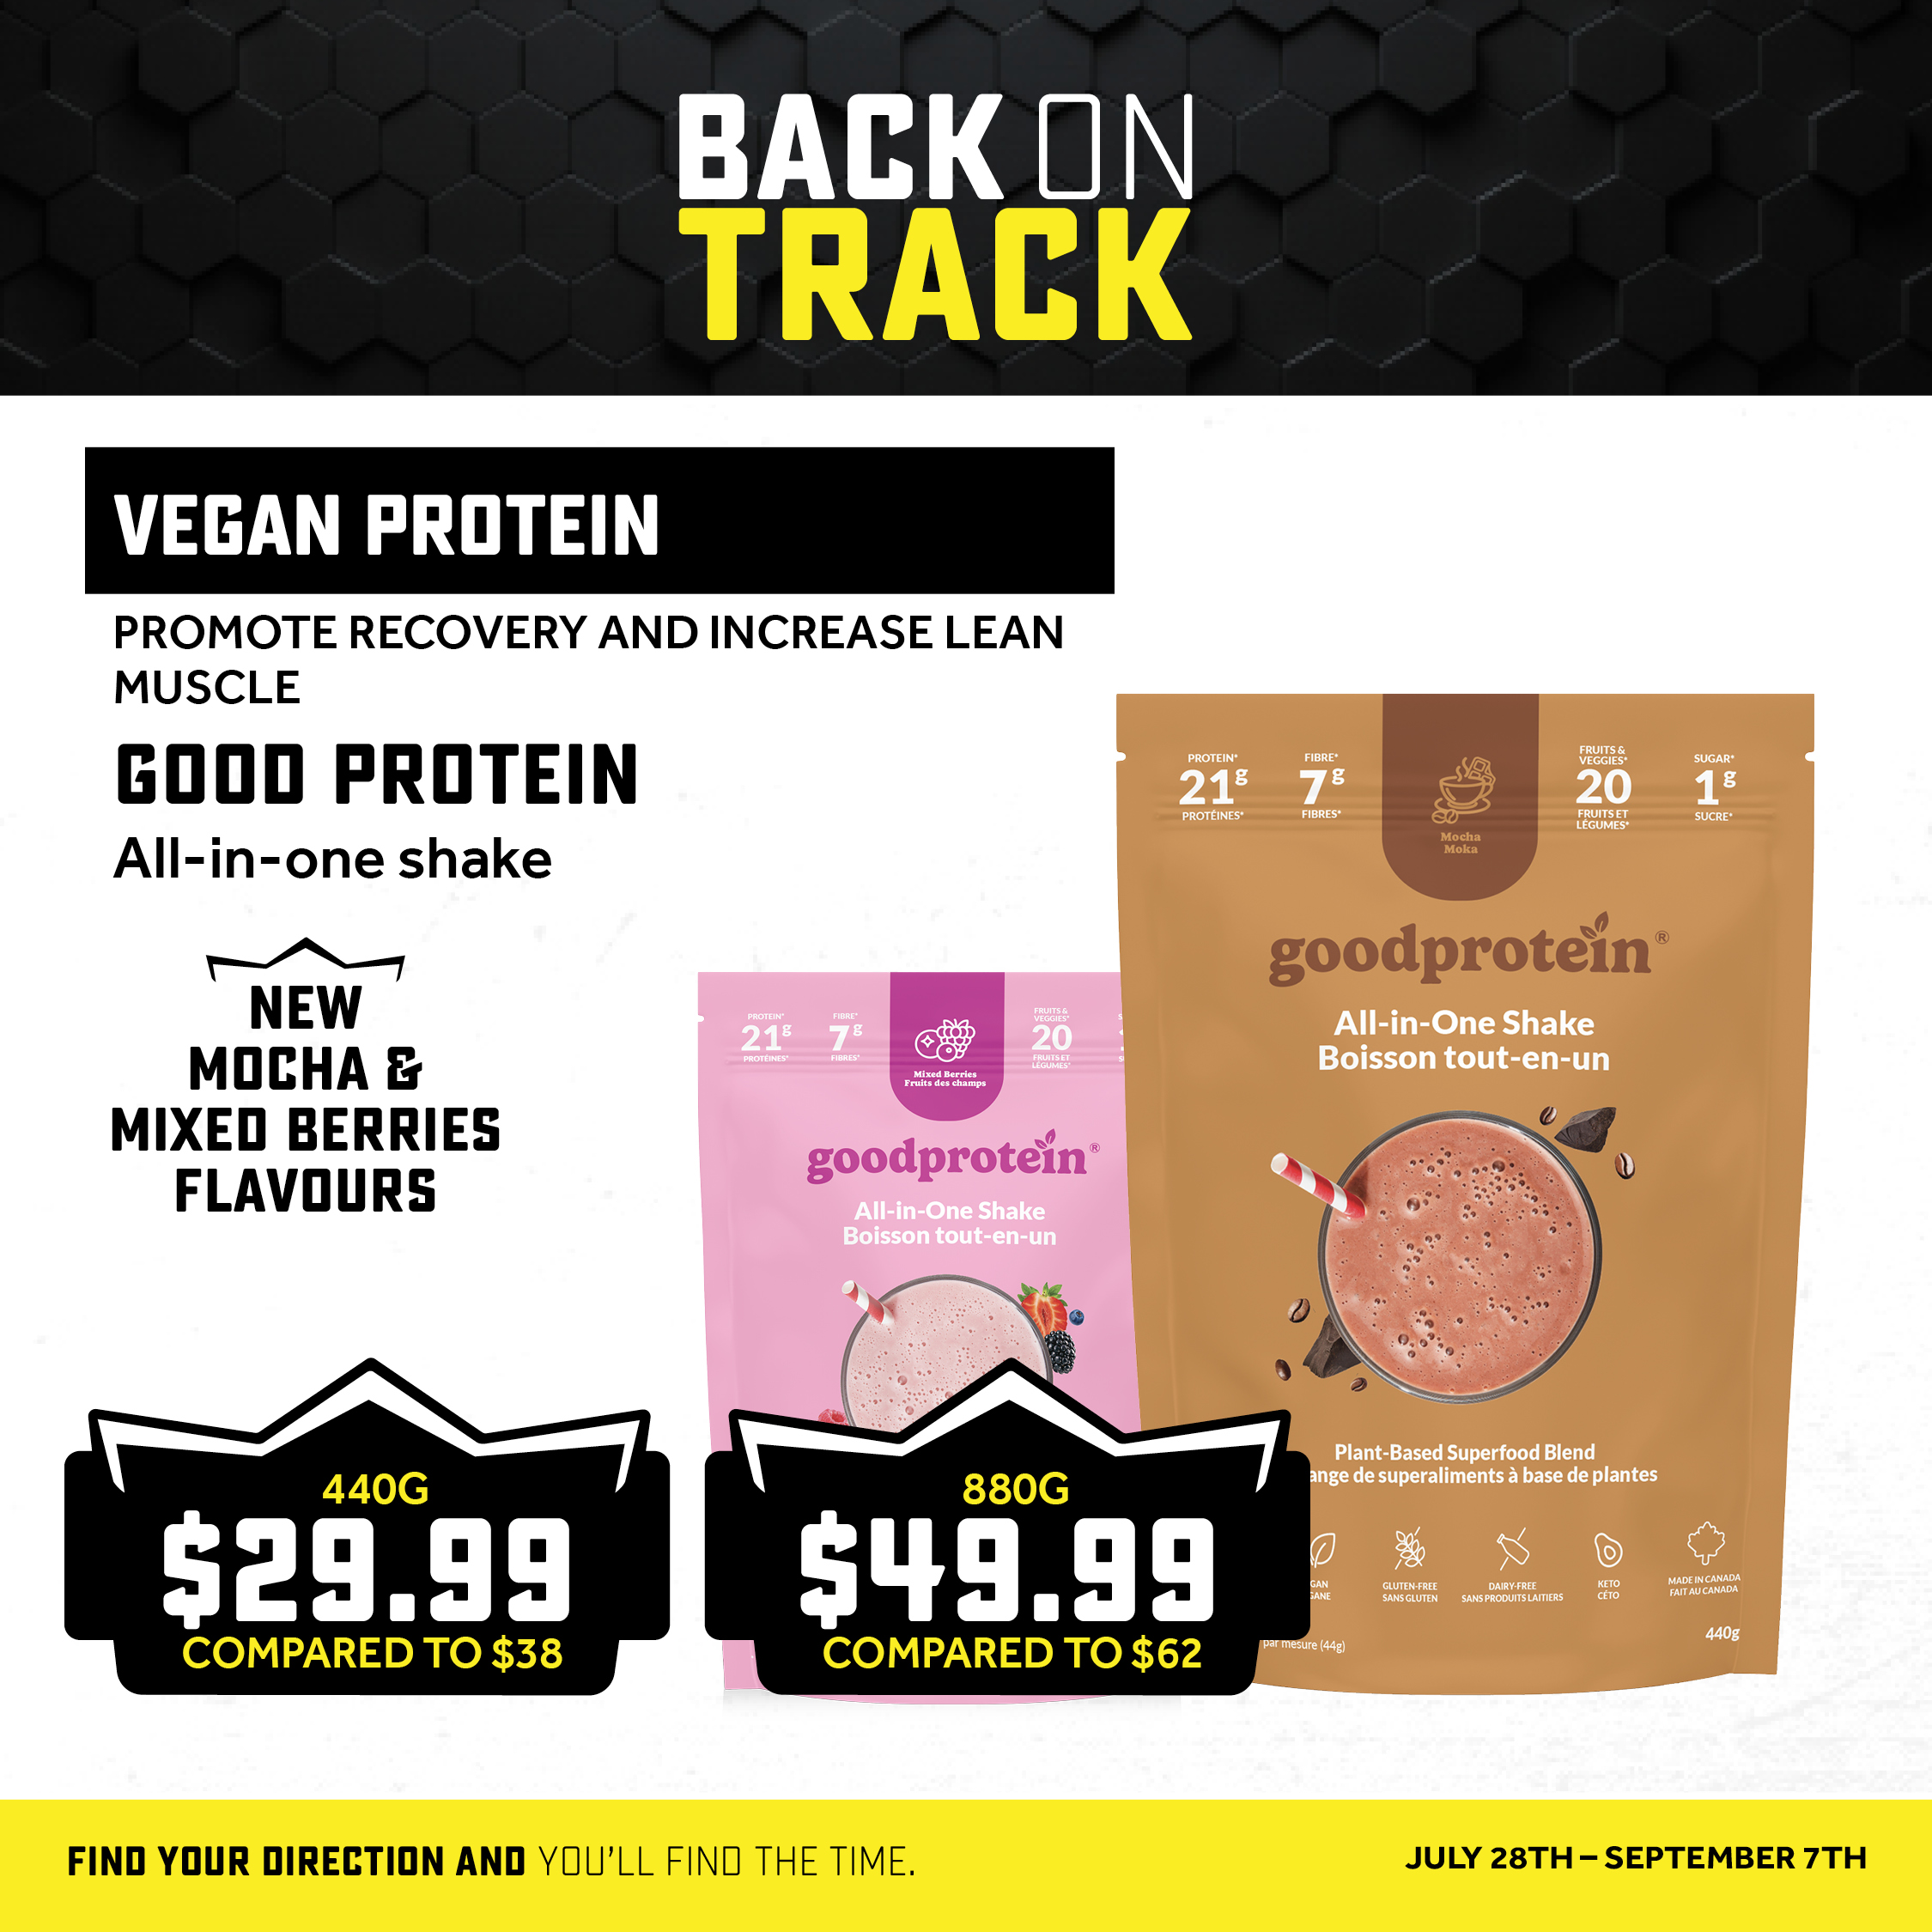 BACK ON
TRACK
VEGAN PROTEIN
PROMOTE RECOVERY AND INCREASE LEAN
MUSCLE
GOOD PROTEIN
All-in-one shake
NEW
MOCHA &
MIXED BERRIES
FLAVOURS
PROTEIN*
21g
PROTÉINES*
FIBRE*
7g
FIBRES*
Mixed Berries
Fruits des champs
FRUITS &
VEGGIES*
20
FRUITS ET
LÉGUMES*
goodprotein®
All-in-One Shake
Boisson tout-en-un
PROTEIN*
21g
PROTÉINES*
FIBRE*
7g
FIBRES*
Mocha
Moka
FRUITS &
VEGGIES*
20
FRUITS ET
LÉGUMES*
SUGAR*
1g
SUCRE*
goodprotein®
All-in-One Shake
Boisson tout-en-un
Plant-Based Superfood Blend
de superaliments à base de plantes
GLUTEN-FREE
SANS GLUTEN
DAIRY-FREE
SANS PRODUITS LAITIERS
KETO
CÉTO
MADE IN CANADA
FAIT AU CANADA
par mesure (44g)
440g
440G
$29.99
COMPARED TO $38
880G
$49.99
COMPARED TO $62
FIND YOUR DIRECTION AND YOU'LL FIND THE TIME.
JULY 28TH – SEPTEMBER 7TH